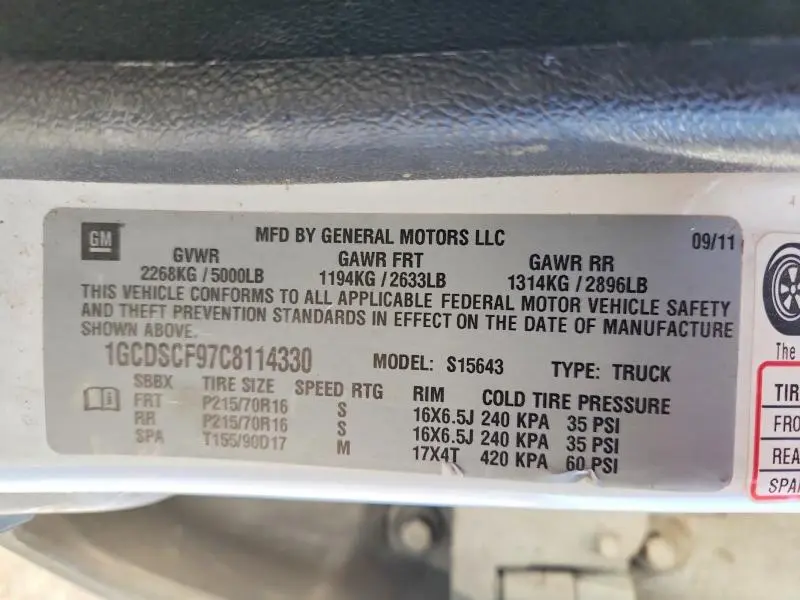 GM
MFD BY GENERAL MOTORS LLC 09/11
GVWR GAWR FRT GAWR RR
2268KG / 5000LB 1194KG / 2633LB 1314KG / 2896LB
THIS VEHICLE CONFORMS TO ALL APPLICABLE FEDERAL MOTOR VEHICLE SAFETY
AND THEFT PREVENTION STANDARDS IN EFFECT ON THE DATE OF MANUFACTURE
SHOWN ABOVE.
1GCDSCF97C8114330 MODEL: S15643 TYPE: TRUCK
SBBX TIRE SIZE SPEED RTG RIM COLD TIRE PRESSURE
FRT P215/70R16 S 16X6.5J 240 KPA 35 PSI
RR P215/70R16 S 16X6.5J 240 KPA 35 PSI
SPA T155/90D17 M 17X4T 420 KPA 60 PSI
The
TIR
FRO
REA
SPA